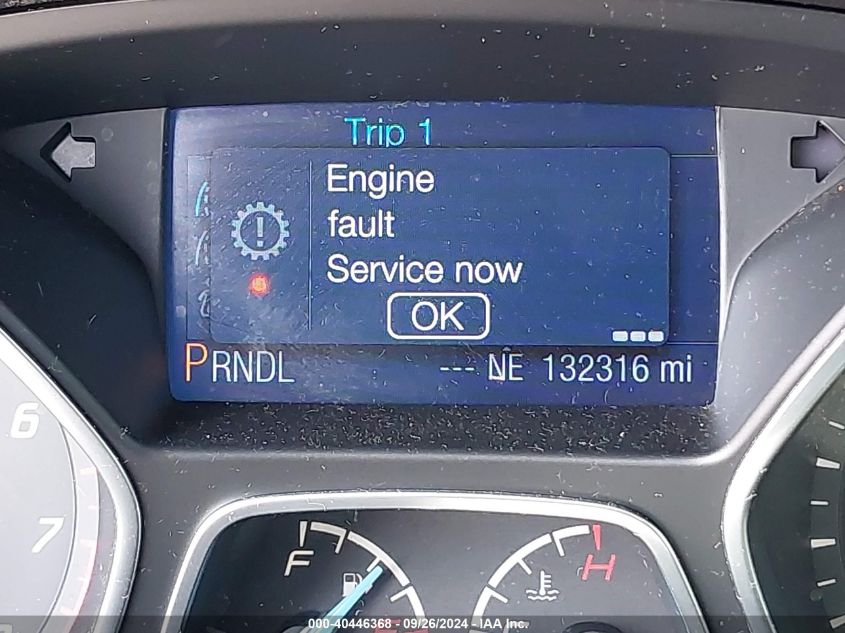 Trip 1
Engine
fault
Service now
OK
PRNDL --- NE 132316 mi
6
7
F
H
000-40446368 - 09/26/2024 - IAA Inc.